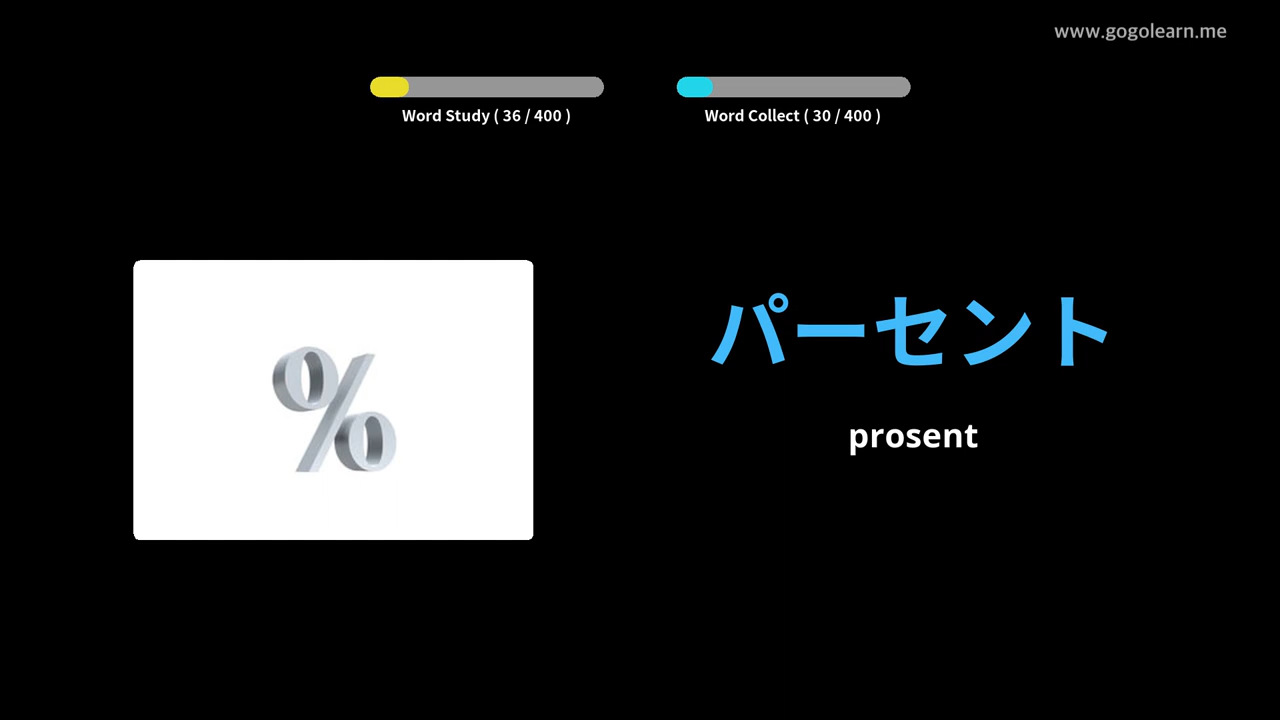 www.gogolearn.me
Word Study ( 36 / 400 )
Word Collect ( 30 / 400 )
%
パーセント
prosent